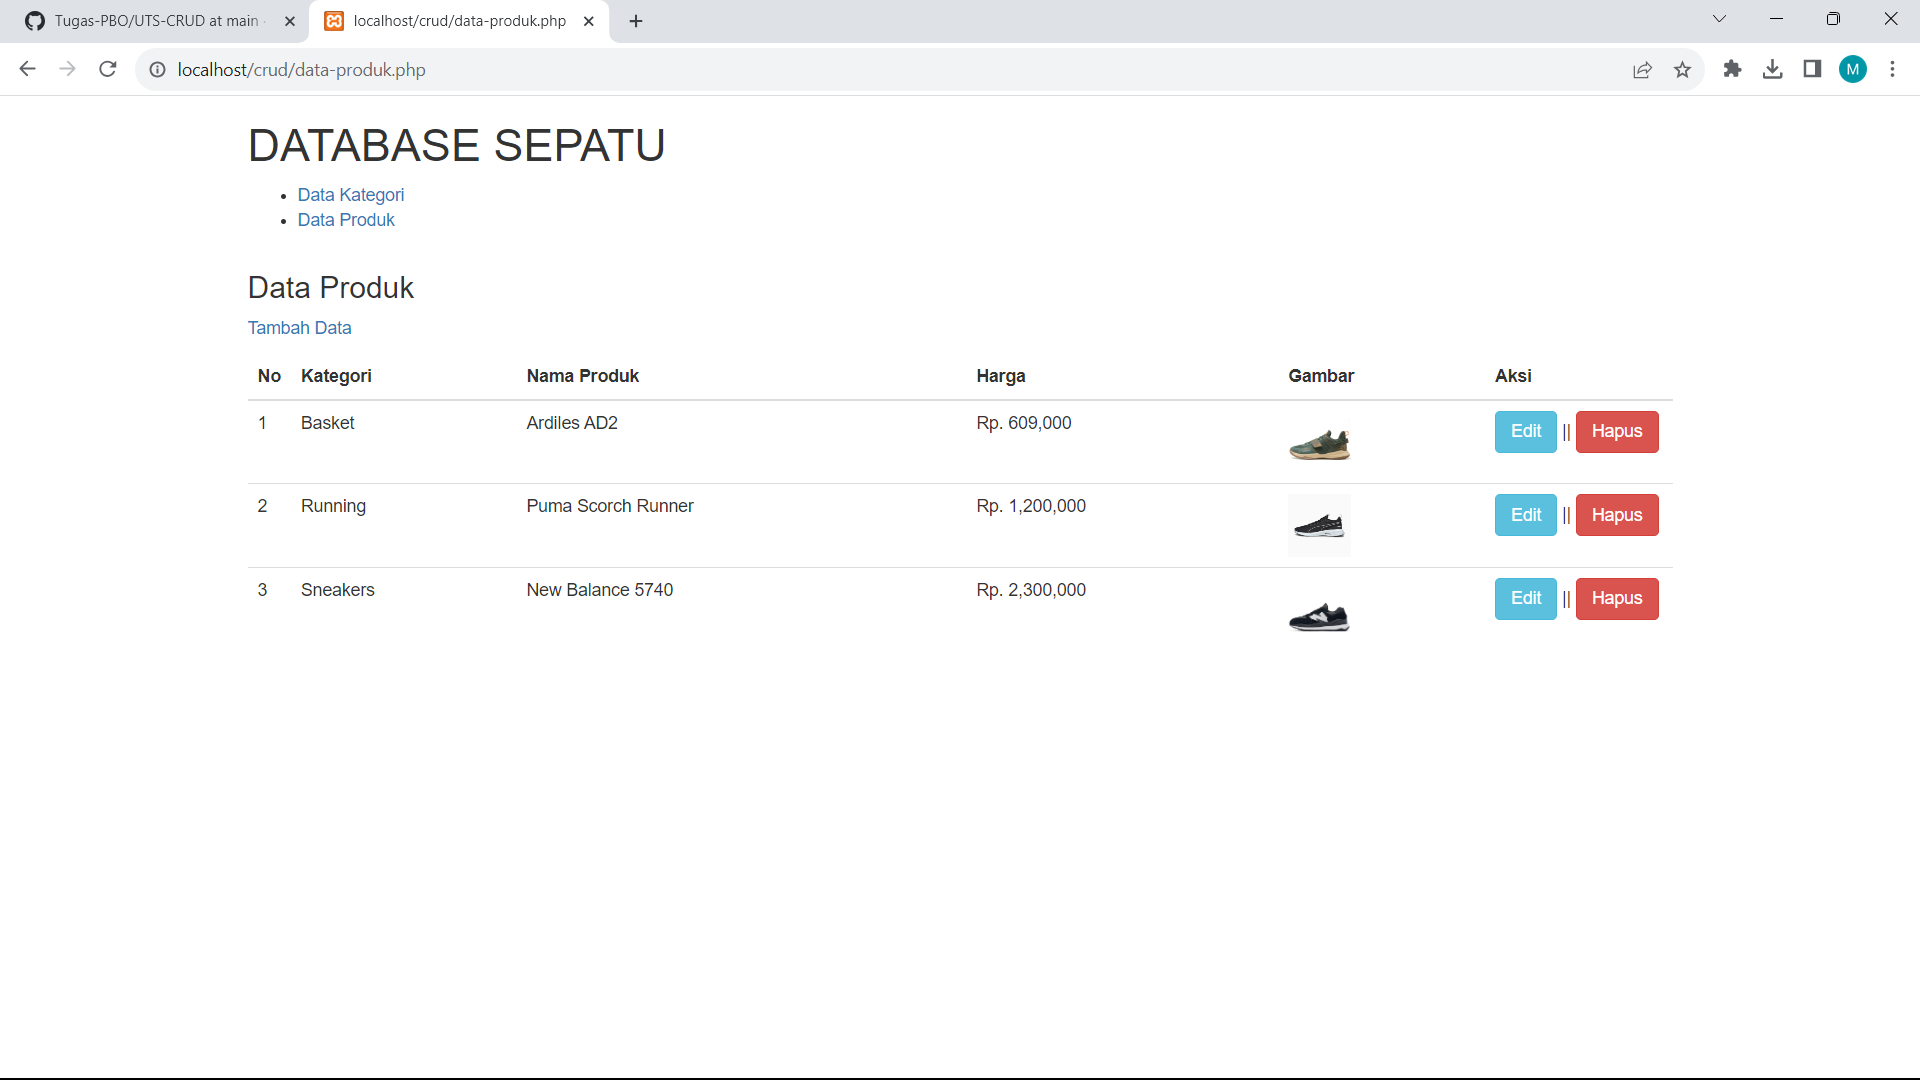 Tugas-PBO/UTS-CRUD at main
localhost/crud/data-produk.php
localhost/crud/data-produk.php
M
DATABASE SEPATU
• Data Kategori
• Data Produk
Data Produk
Tambah Data
No Kategori Nama Produk Harga Gambar Aksi
1 Basket Ardiles AD2 Rp. 609,000 Edit || Hapus
2 Running Puma Scorch Runner Rp. 1,200,000 Edit || Hapus
3 Sneakers New Balance 5740 Rp. 2,300,000 Edit || Hapus